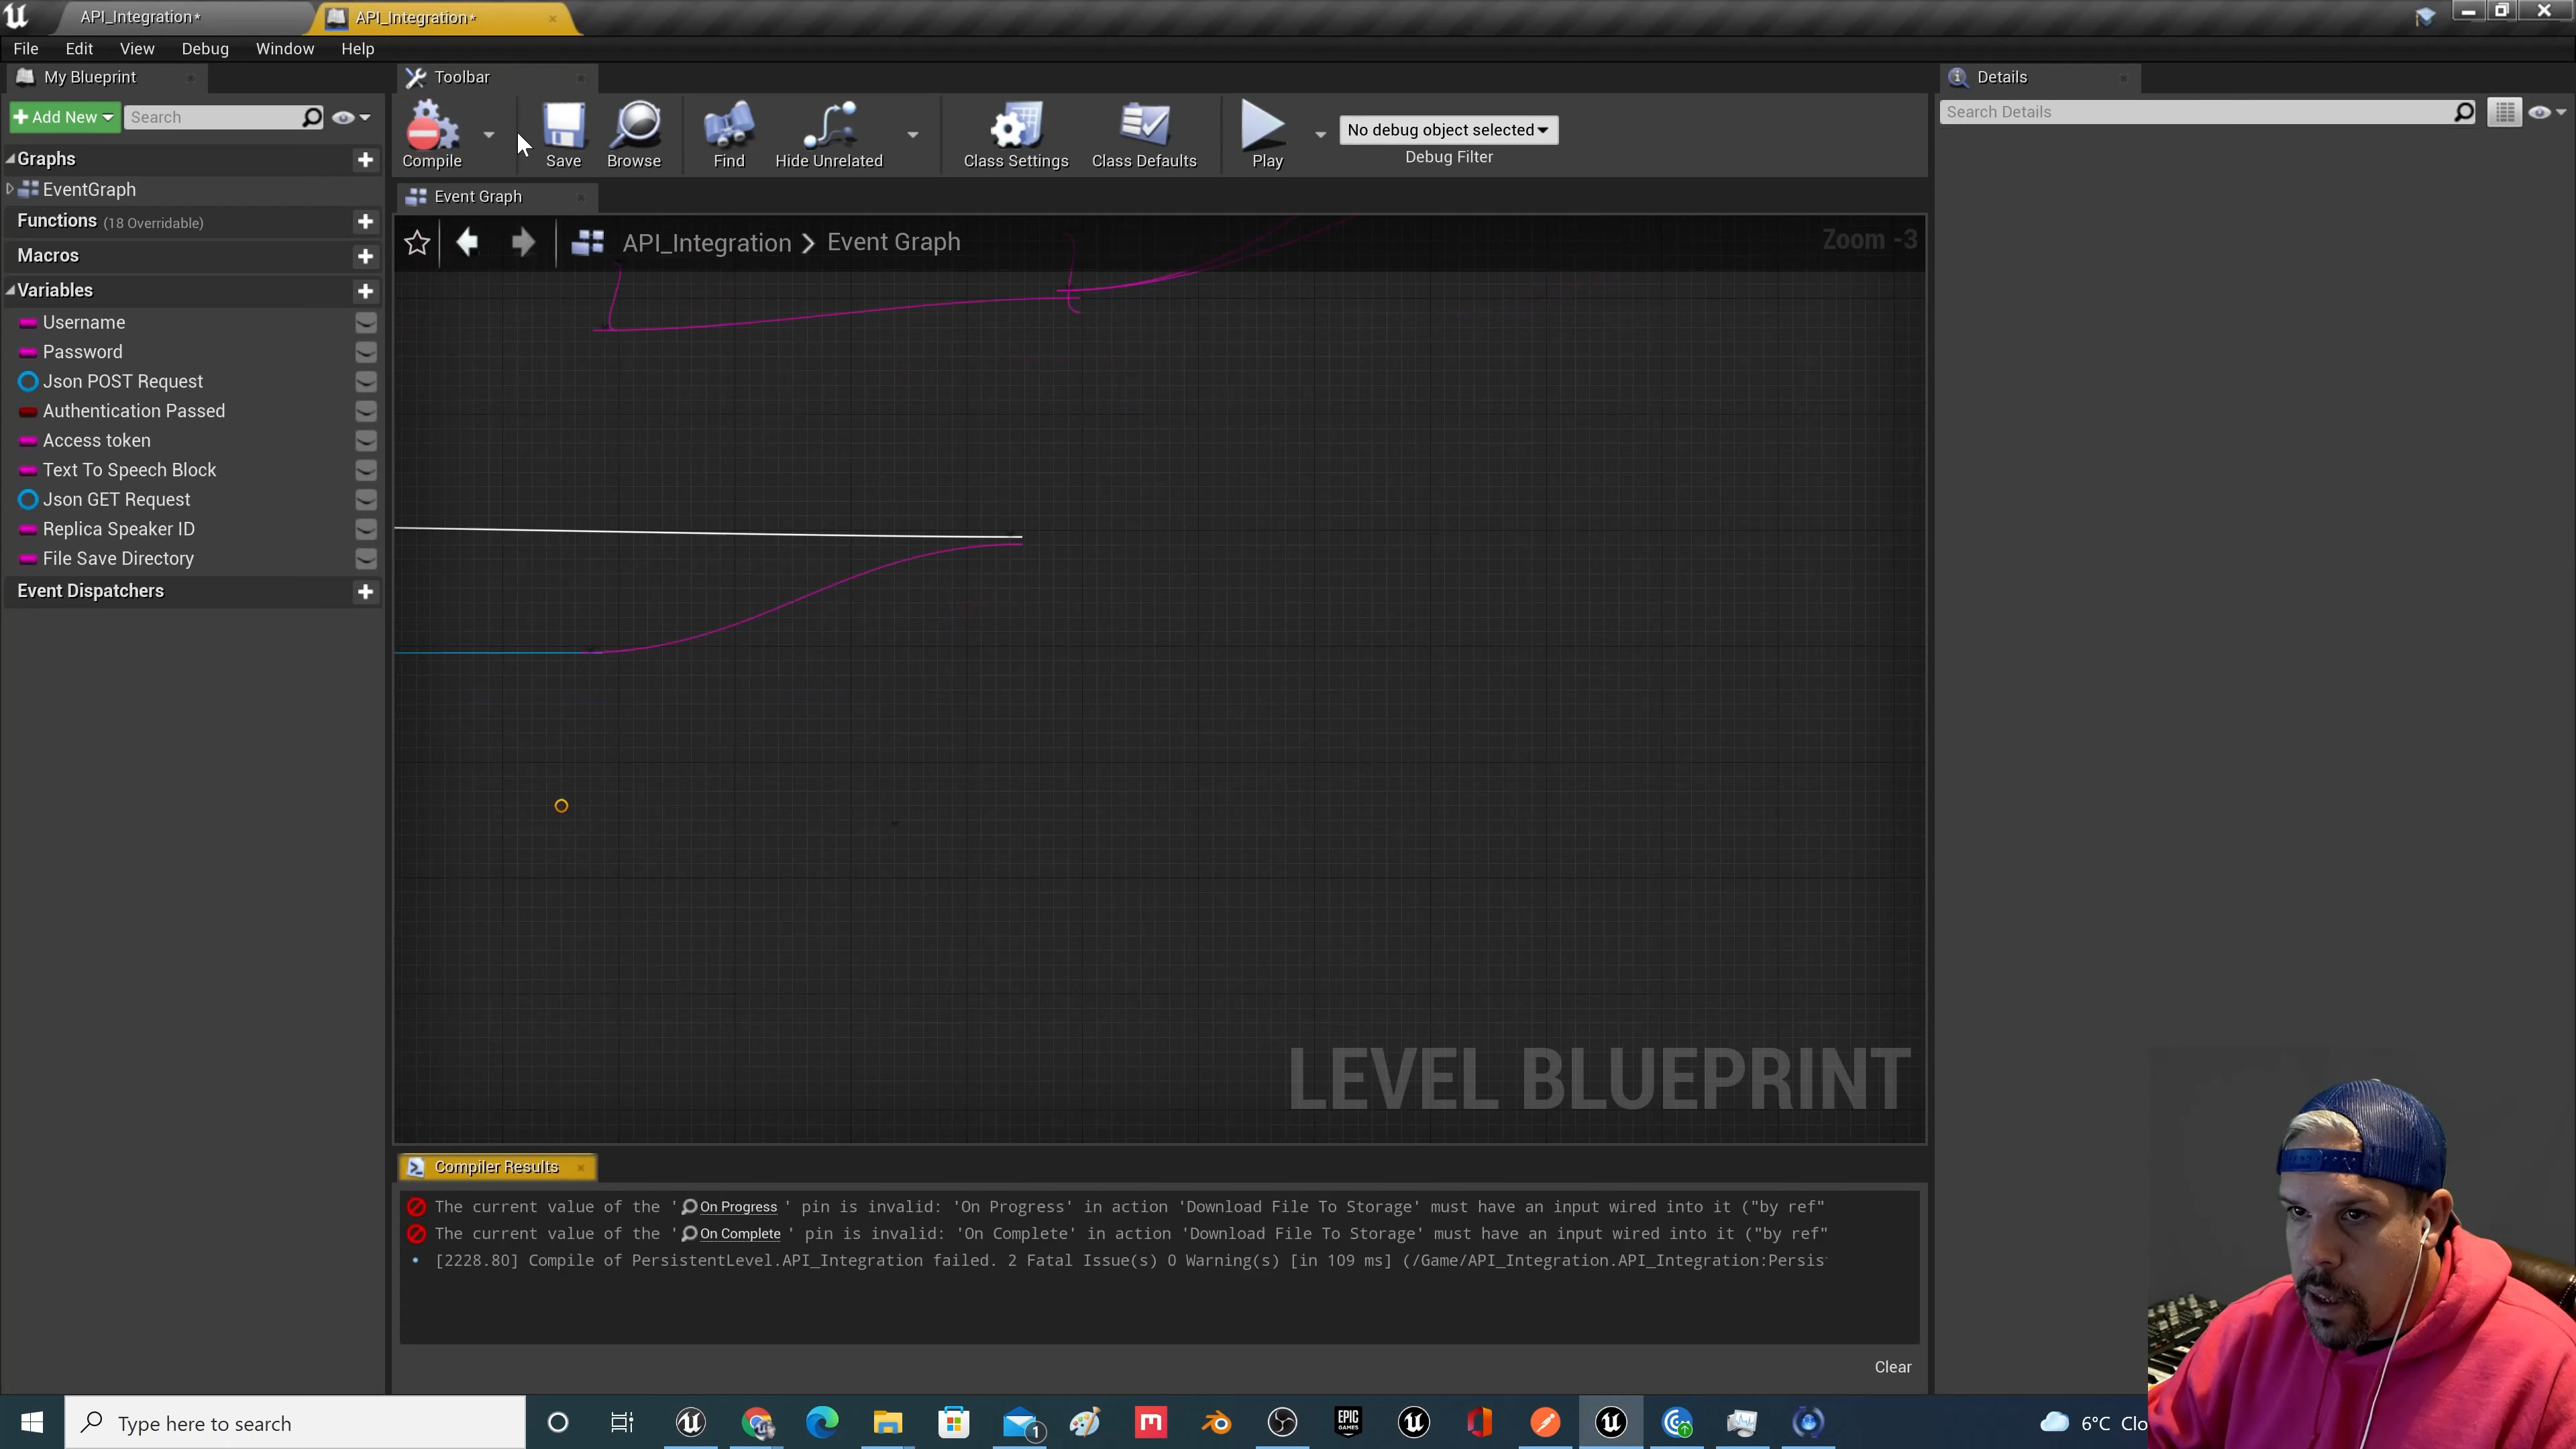 API_Integration*
API_Integration*
File Edit View Debug Window Help
My Blueprint
Toolbar
Details
Add New
Search
Compile
Save
Browse
Find
Hide Unrelated
Class Settings
Class Defaults
Play
No debug object selected
Debug Filter
Search Details
Graphs
EventGraph
Functions (18 Overridable)
Macros
Variables
Username
Password
Json POST Request
Authentication Passed
Access token
Text To Speech Block
Json GET Request
Replica Speaker ID
File Save Directory
Event Dispatchers
Event Graph
API_Integration > Event Graph
Zoom -3
LEVEL BLUEPRINT
Compiler Results
The current value of the ' On Progress ' pin is invalid: 'On Progress' in action 'Download File To Storage' must have an input wired into it ("by ref"
The current value of the ' On Complete ' pin is invalid: 'On Complete' in action 'Download File To Storage' must have an input wired into it ("by ref"
[2228.80] Compile of PersistentLevel.API_Integration failed. 2 Fatal Issue(s) 0 Warning(s) [in 109 ms] (/Game/API_Integration.API_Integration:Persis
Clear
Type here to search
1
EPIC GAMES
6°C Clo